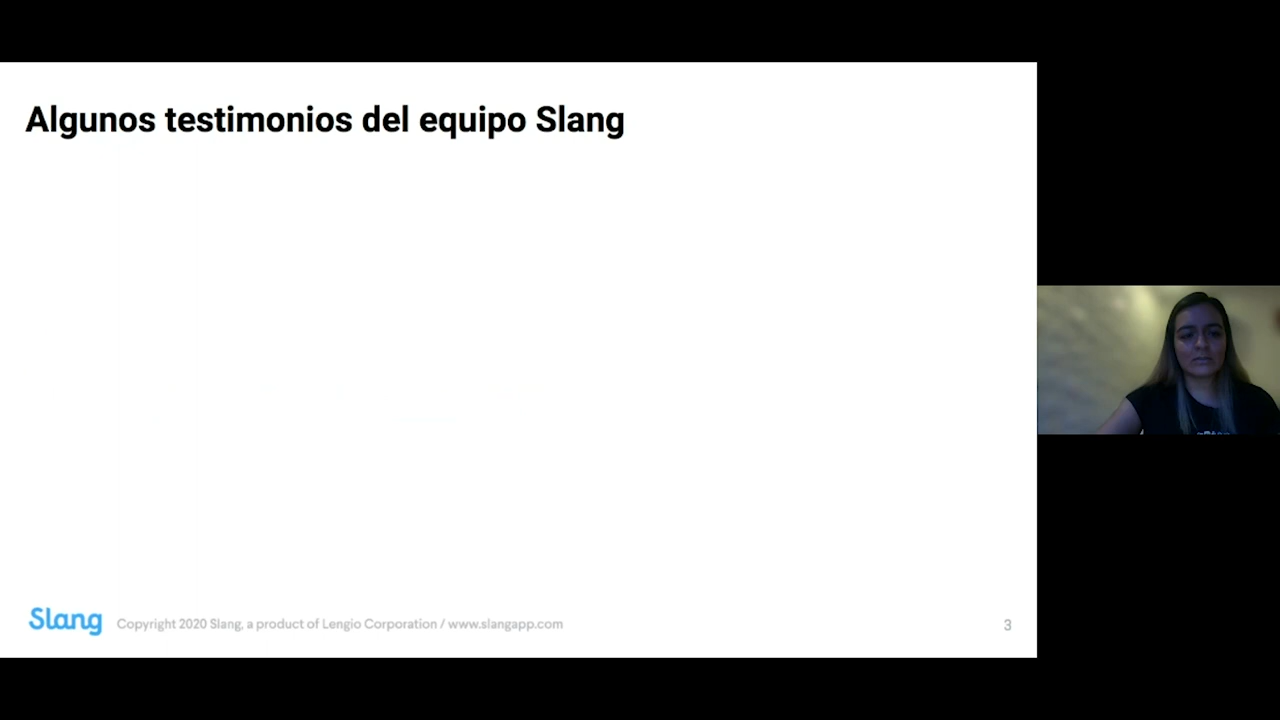 Algunos testimonios del equipo Slang
Slang Copyright 2020 Slang, a product of Lengio Corporation / www.slangapp.com
3